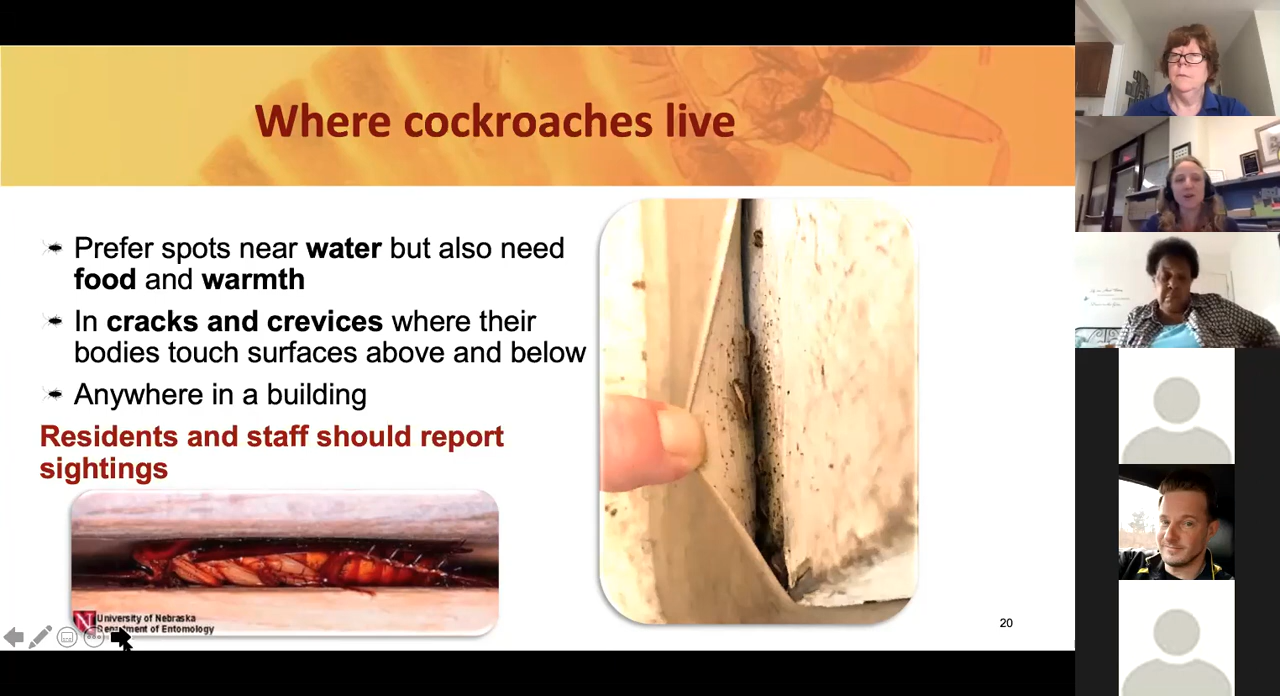 Where cockroaches live
Prefer spots near water but also need
food and warmth
In cracks and crevices where their
bodies touch surfaces above and below
Anywhere in a building
Residents and staff should report
sightings
N University of Nebraska
Department of Entomology
20